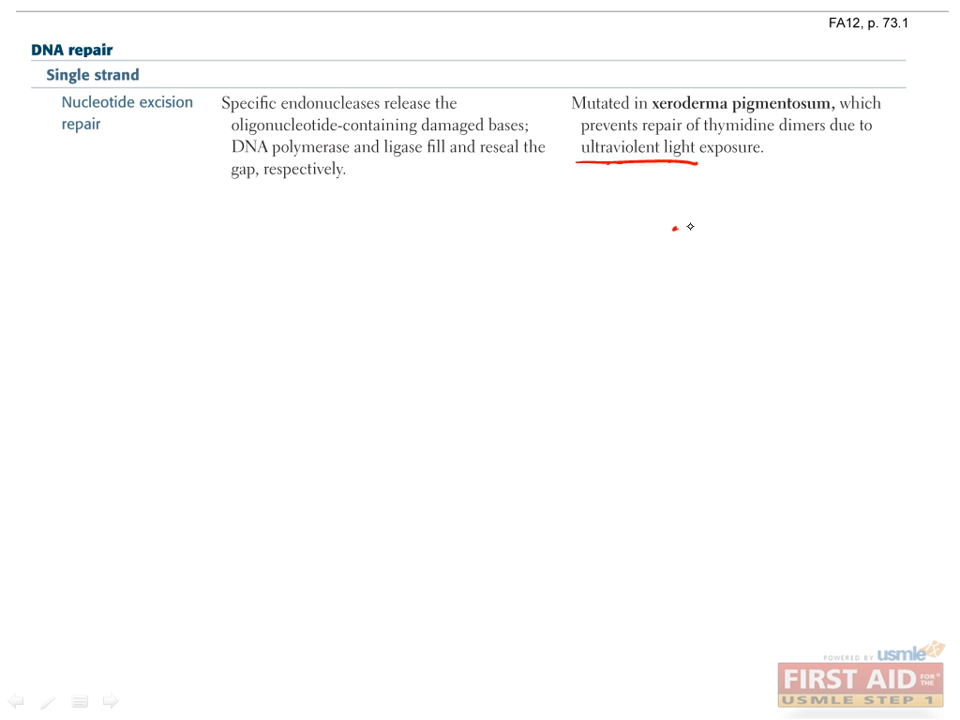 FA12, p. 73.1
DNA repair
Single strand
Nucleotide excision
repair
Specific endonucleases release the
oligonucleotide-containing damaged bases;
DNA polymerase and ligase fill and reseal the
gap, respectively.
Mutated in xeroderma pigmentosum, which
prevents repair of thymidine dimers due to
ultraviolent light exposure.
POWERED BY usmle
FIRST AID FOR THE
USMLE STEP 1